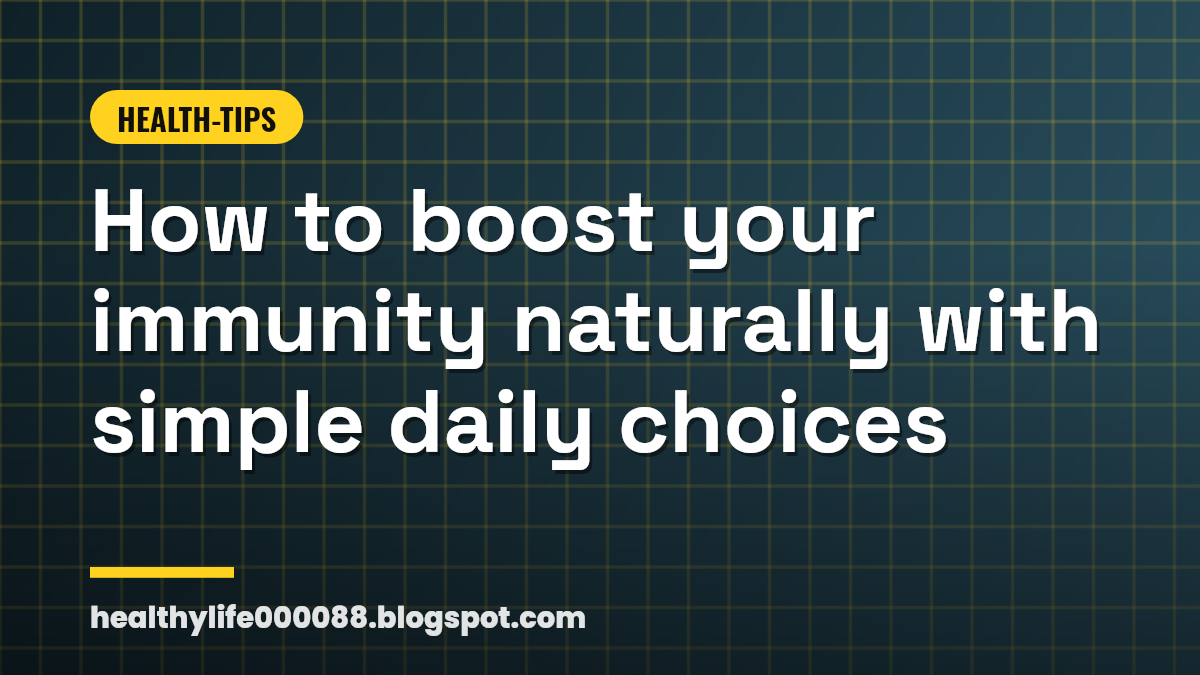 HEALTH-TIPS
How to boost your
immunity naturally with
simple daily choices
healthylife000088.blogspot.com